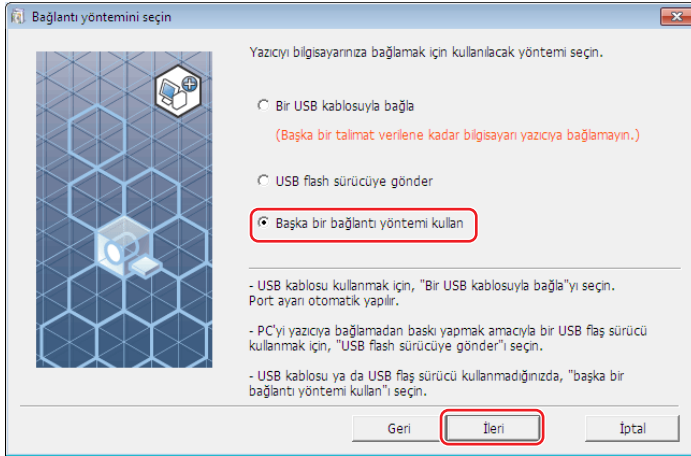 Bağlantı yöntemini seçin
Yazıcıyı bilgisayarınıza bağlamak için kullanılacak yöntemi seçin.
Bir USB kablosuyla bağla
(Başka bir talimat verilene kadar bilgisayarı yazıcıya bağlamayın.)
USB flash sürücüye gönder
Başka bir bağlantı yöntemi kullan
- USB kablosu kullanmak için, "Bir USB kablosuyla bağla"yı seçin.
Port ayarı otomatik yapılır.
- PC'yi yazıcıya bağlamadan baskı yapmak amacıyla bir USB flaş sürücü
kullanmak için, "USB flash sürücüye gönder"ı seçin.
- USB kablosu ya da USB flaş sürücü kullanmadığınızda, "başka bir
bağlantı yöntemi kullan"ı seçin.
Geri İleri İptal